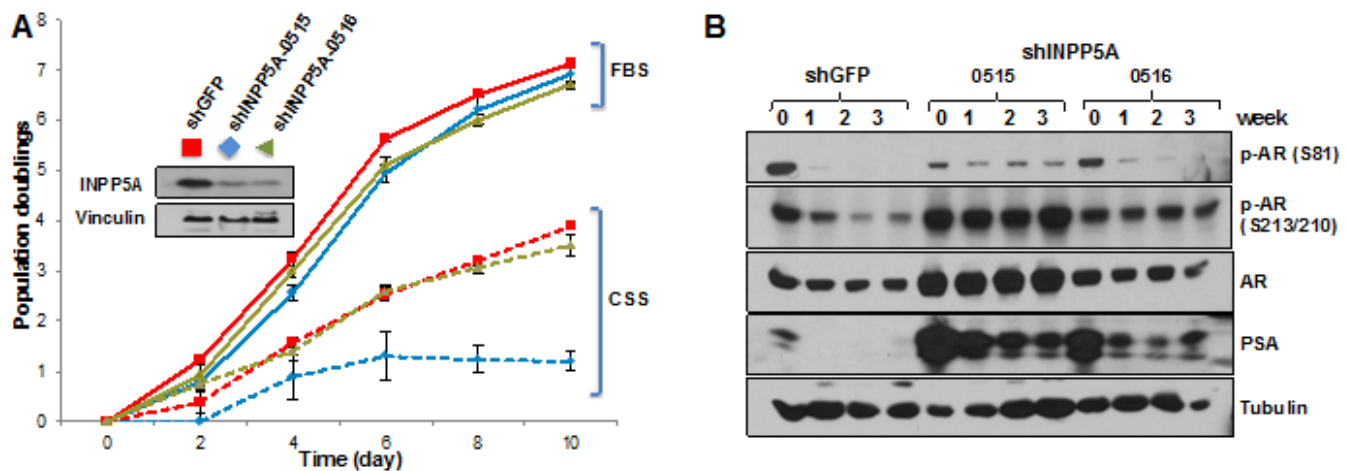 A
shGFP
shINPP5A-0515
shINPP5A-0516
INPP5A
Vinculin
Population doublings
7
6
5
4
3
2
1
0
0 2 4 6 8 10
Time (day)
FBS
CSS
B
shINPP5A
shGFP 0515 0516
0 1 2 3 0 1 2 3 0 1 2 3 week
p-AR (S81)
p-AR
(S213/210)
AR
PSA
Tubulin